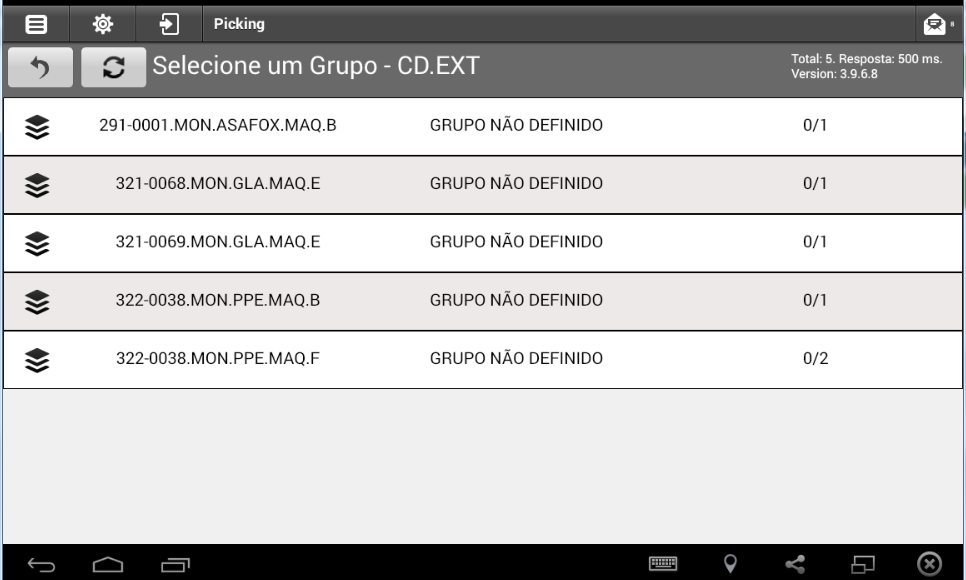 Picking
Selecione um Grupo - CD.EXT
Total: 5. Resposta: 500 ms.
Version: 3.9.6.8
291-0001.MON.ASAFOX.MAQ.B GRUPO NÃO DEFINIDO 0/1
321-0068.MON.GLA.MAQ.E GRUPO NÃO DEFINIDO 0/1
321-0069.MON.GLA.MAQ.E GRUPO NÃO DEFINIDO 0/1
322-0038.MON.PPE.MAQ.B GRUPO NÃO DEFINIDO 0/1
322-0038.MON.PPE.MAQ.F GRUPO NÃO DEFINIDO 0/2